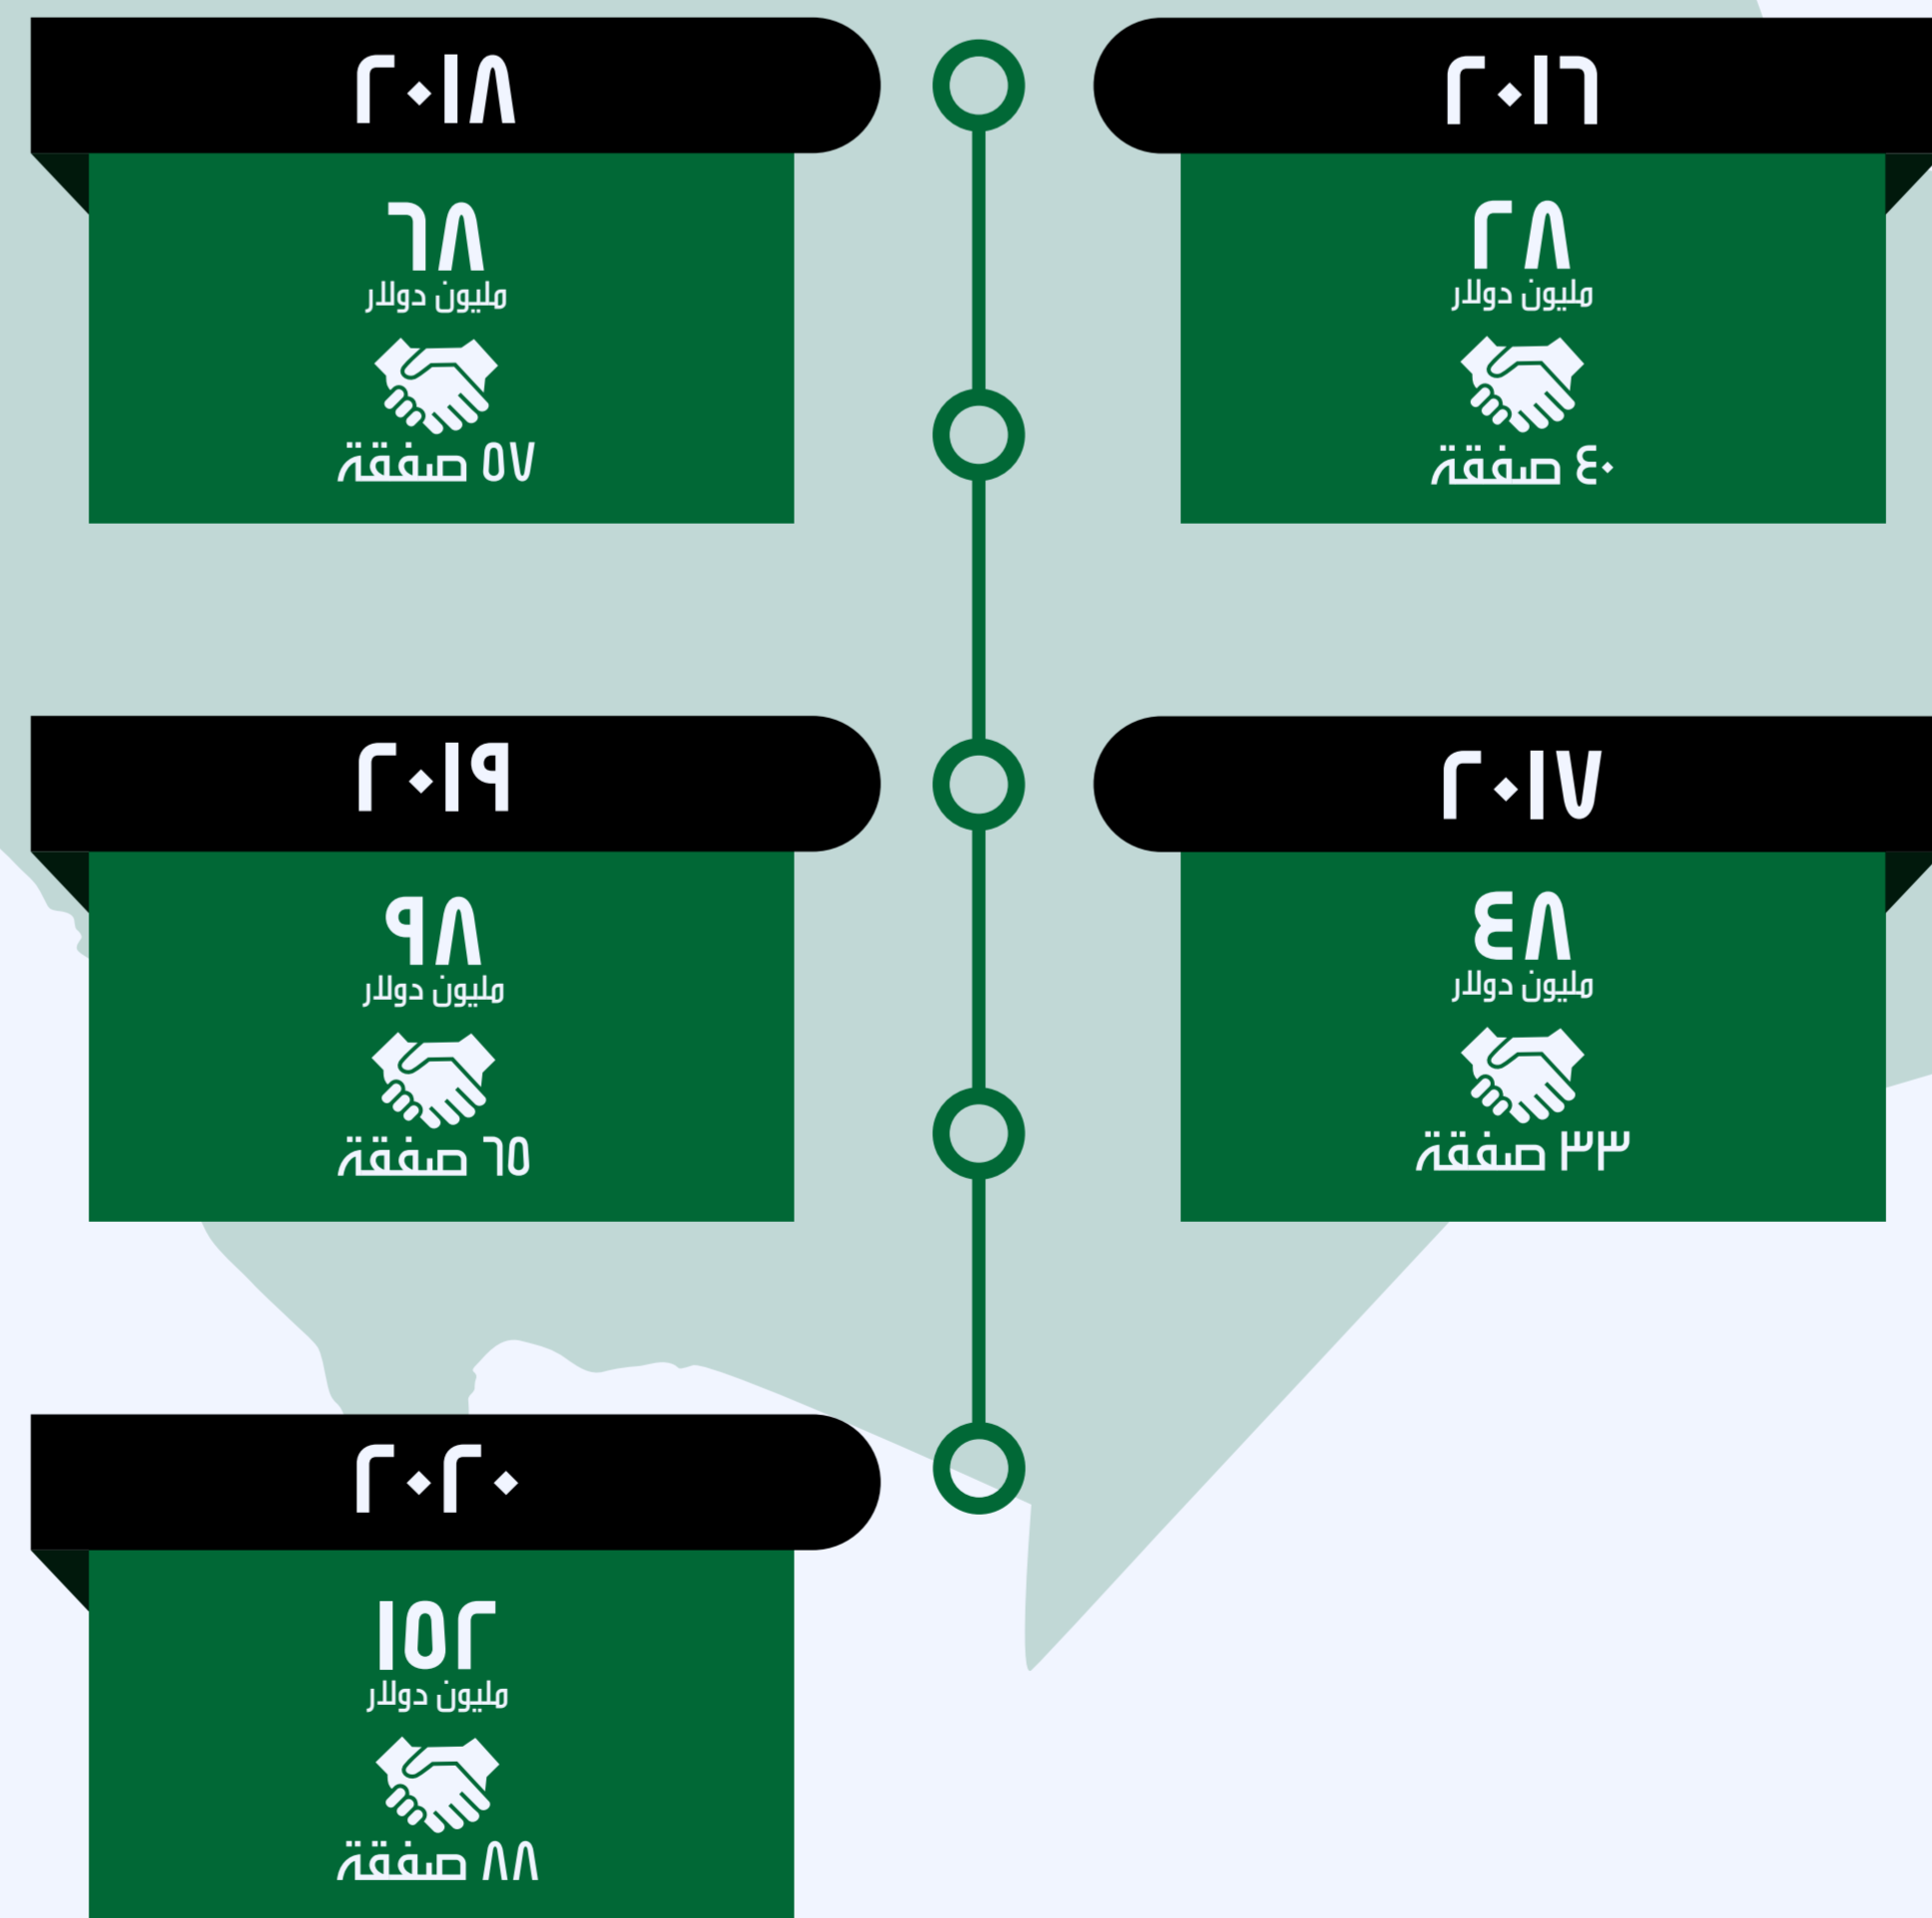 ٢٠١٦
٢٨
مليون دولار
٤٠ صفقة
٢٠١٧
٤٨
مليون دولار
٣٣ صفقة
٢٠١٨
٦٨
مليون دولار
٥٧ صفقة
٢٠١٩
٩٨
مليون دولار
٦٥ صفقة
٢٠٢٠
١٥٢
مليون دولار
٨٨ صفقة